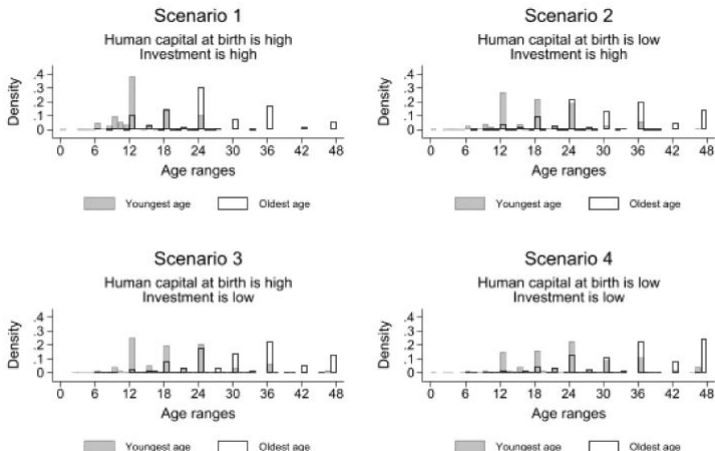 Scenario 1
Human capital at birth is high
Investment is high
Density
.4
.3
.2
.1
0
0 6 12 18 24 30 36 42 48
Age ranges
Youngest age Oldest age
Scenario 2
Human capital at birth is low
Investment is high
Density
.4
.3
.2
.1
0
0 6 12 18 24 30 36 42 48
Age ranges
Youngest age Oldest age
Scenario 3
Human capital at birth is high
Investment is low
Density
.4
.3
.2
.1
0
0 6 12 18 24 30 36 42 48
Age ranges
Youngest age Oldest age
Scenario 4
Human capital at birth is low
Investment is low
Density
.4
.3
.2
.1
0
0 6 12 18 24 30 36 42 48
Age ranges
Youngest age Oldest age